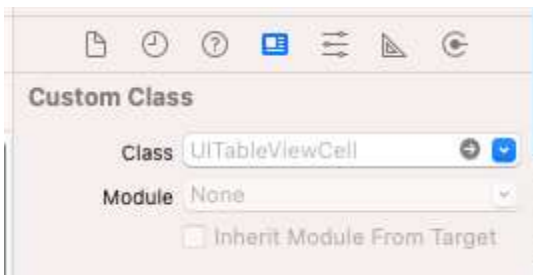 Custom Class
Class UITableViewCell
Module None
Inherit Module From Target